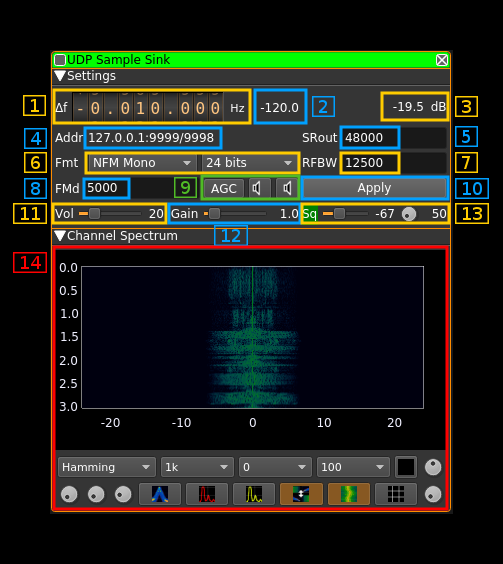 UDP Sample Sink
Settings
1 Δf -0.010.000 Hz -120.0 2 -19.5 dB 3
4 Addr 127.0.0.1:9999/9998 SRout 48000 5
6 Fmt NFM Mono 24 bits RFBW 12500 7
8 FMd 5000 9 AGC Apply 10
11 Vol 20 Gain 1.0 Sq -67 50 13
Channel Spectrum 12
14
0.0
0.5
1.0
1.5
2.0
2.5
3.0
-20 -10 0 10 20
Hamming 1k 0 100